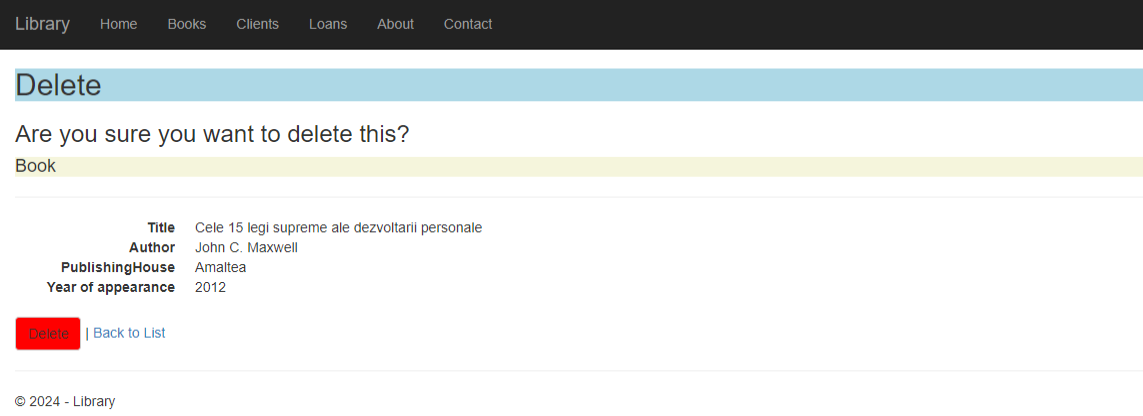 Library Home Books Clients Loans About Contact
Delete
Are you sure you want to delete this?
Book
Title Cele 15 legi supreme ale dezvoltarii personale
Author John C. Maxwell
PublishingHouse Amaltea
Year of appearance 2012
Delete | Back to List
© 2024 - Library